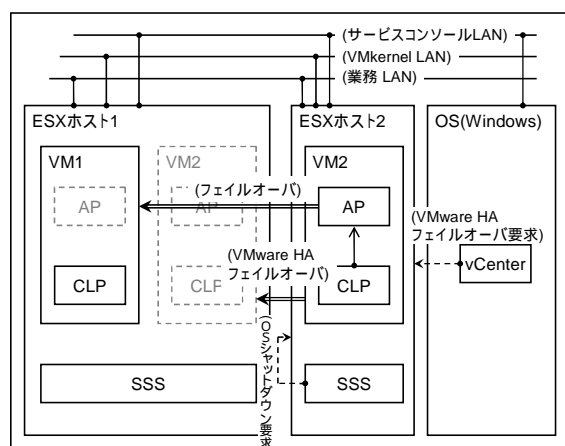 (サービスコンソールLAN)
(VMkernel LAN)
(業務 LAN)
ESXホスト1
ESXホスト2
OS(Windows)
VM1
VM2
VM2
(フェイルオーバ)
AP
AP
AP
(VMware HA
フェイルオーバ要求)
(VMware HA
フェイルオーバ)
vCenter
CLP
CLP
CLP
(OSシャットダウン要求
SSS
SSS